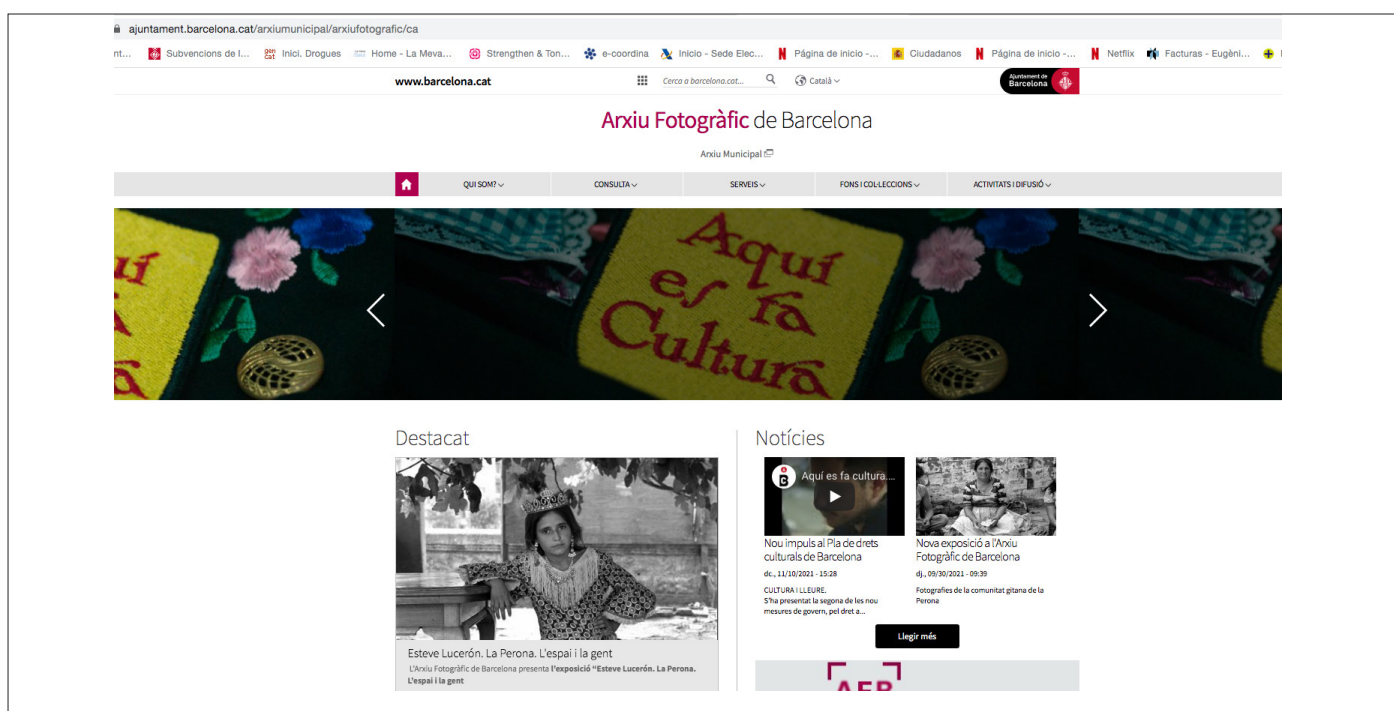 ajuntament.barcelona.cat/arxiumunicipal/arxiufotografic/ca
nt... Subvencions de l... gencat Inici. Drogues Home - La Meva... Strengthen & Ton... e-coordina Inicio - Sede Elec... Página de inicio -... Ciudadanos Página de inicio -... Netflix Facturas - Eugèni...
www.barcelona.cat Cerca a barcelona.cat... Català Ajuntament de
Barcelona
Arxiu Fotogràfic de Barcelona
Arxiu Municipal
QUI SOM? CONSULTA SERVEIS FONS I COL·LECCIONS ACTIVITATS I DIFUSIÓ
Aquí
es fa
Cultura
Destacat
Esteve Lucerón. La Perona. L'espai i la gent
L'Arxiu Fotogràfic de Barcelona presenta l'exposició “Esteve Lucerón. La Perona.
L'espai i la gent
Notícies
Aquí es fa cultura....
Nou impuls al Pla de drets
culturals de Barcelona
dc., 11/10/2021 - 15:28
CULTURA I LLEURE.
S'ha presentat la segona de les nou
mesures de govern, pel dret a...
Nova exposició a l'Arxiu
Fotogràfic de Barcelona
dj., 09/30/2021 - 09:39
Fotografies de la comunitat gitana de la
Perona
Llegir més
AFB